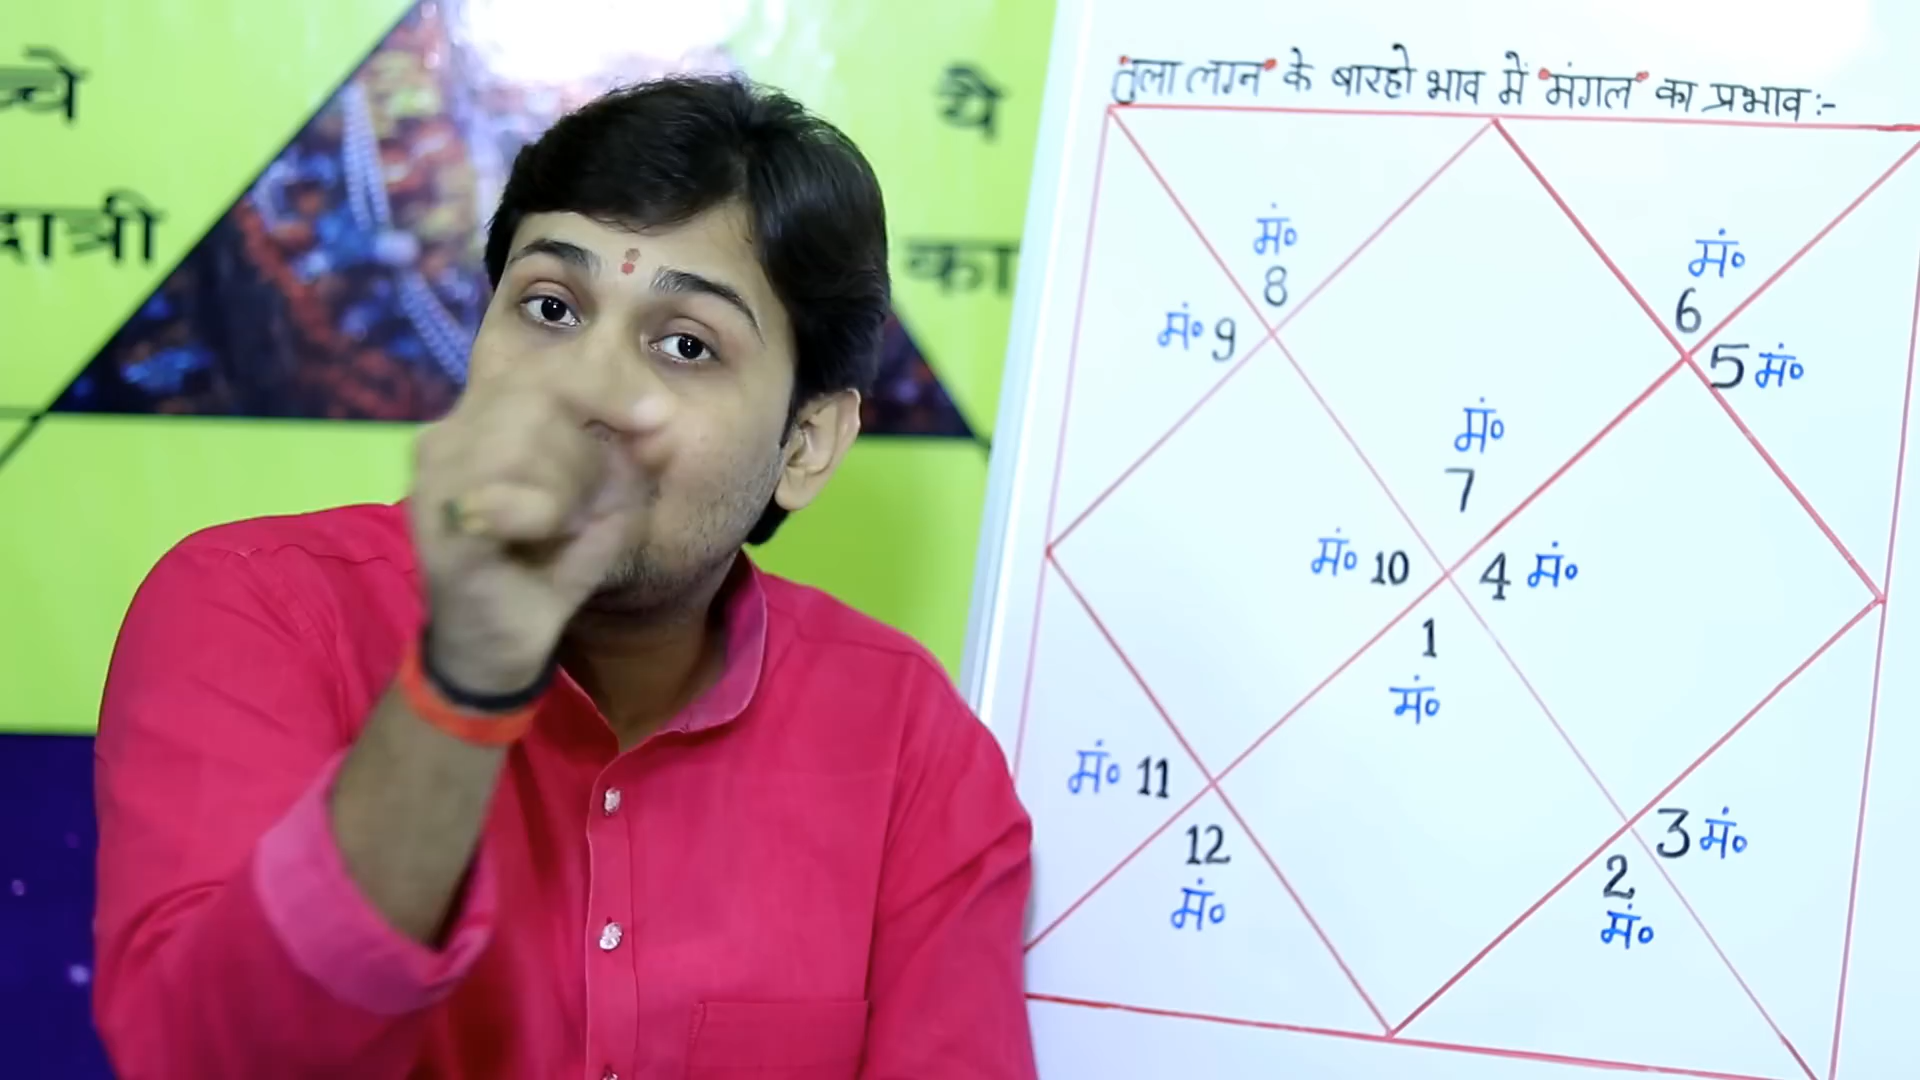 तुला लग्न के बारहो भाव में मंगल का प्रभाव:-
मं० 8
मं० 6
मं० 9
5 मं०
मं० 7
मं० 10
4 मं०
1 मं०
मं० 11
12 मं०
3 मं०
2 मं०
च्चे
दात्री
ये
का